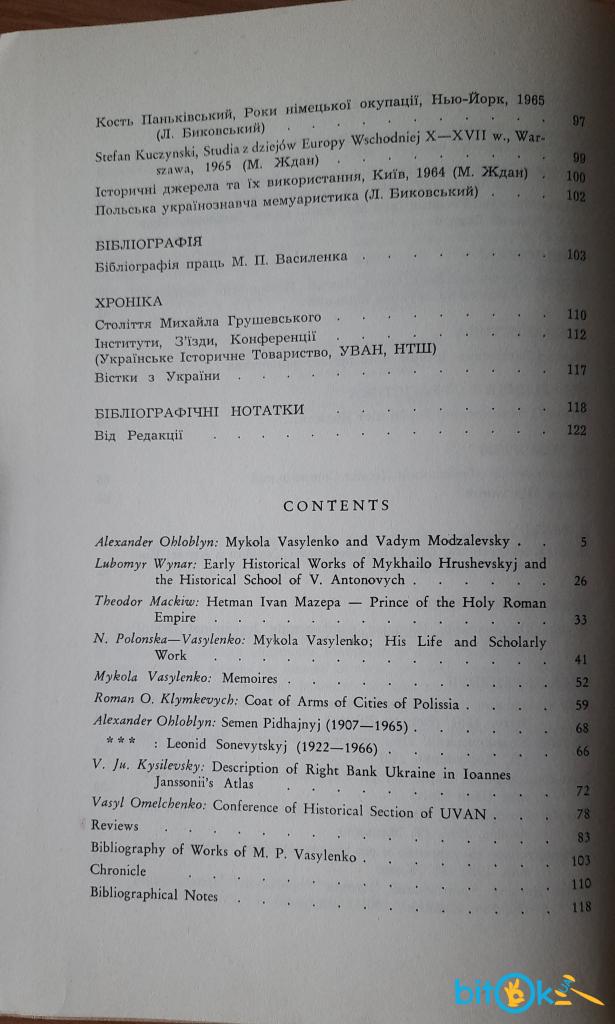 Кость Паньківський, Роки німецької окупації, Нью-Йорк, 1965
(Л. Биковський) . . . . . . . . . . 97
Stefan Kuczynski, Studia z dziejów Europy Wschodniej X—XVII w., War-
szawa, 1965 (М. Ждан) . . . . . . . . 99
Історичні джерела та їх використання, Київ, 1964 (М. Ждан) . 100
Польська українознавча мемуаристика (Л. Биковський) . . . 102
БІБЛІОГРАФІЯ
Бібліографія праць М. П. Василенка . . . . . . . 103
ХРОНІКА
Століття Михайла Грушевського . . . . . . . . 110
Інститути, З'їзди, Конференції . . . . . . . . 112
(Українське Історичне Товариство, УВАН, НТШ)
Вістки з України . . . . . . . . . . . 117
БІБЛІОГРАФІЧНІ НОТАТКИ . . . . . . . . 118
Від Редакції . . . . . . . . . . . . 122
CONTENTS
Alexander Ohloblyn: Mykola Vasylenko and Vadym Modzalevsky . . 5
Lubomyr Wynar: Early Historical Works of Mykhailo Hrushevskyj and
the Historical School of V. Antonovych . . . . . . 26
Theodor Mackiw: Hetman Ivan Mazepa — Prince of the Holy Roman
Empire . . . . . . . . . . . . . 33
N. Polonska—Vasylenko: Mykola Vasylenko; His Life and Scholarly
Work . . . . . . . . . . . . . 41
Mykola Vasylenko: Memoires . . . . . . . . . . 52
Roman O. Klymkevych: Coat of Arms of Cities of Polissia . . . . 59
Alexander Ohloblyn: Semen Pidhajnyj (1907—1965) . . . . . . 68
* * * : Leonid Sonevytskyj (1922—1966) . . . . . . . 66
V. Ju. Kysilevsky: Description of Right Bank Ukraine in Ioannes
Janssonii's Atlas . . . . . . . . . . 72
Vasyl Omelchenko: Conference of Historical Section of UVAN . . . 78
Reviews . . . . . . . . . . . . . . 83
Bibliography of Works of M. P. Vasylenko . . . . . . . 103
Chronicle . . . . . . . . . . . . . 110
Bibliographical Notes . . . . . . . . . . . 118
bitok.ua